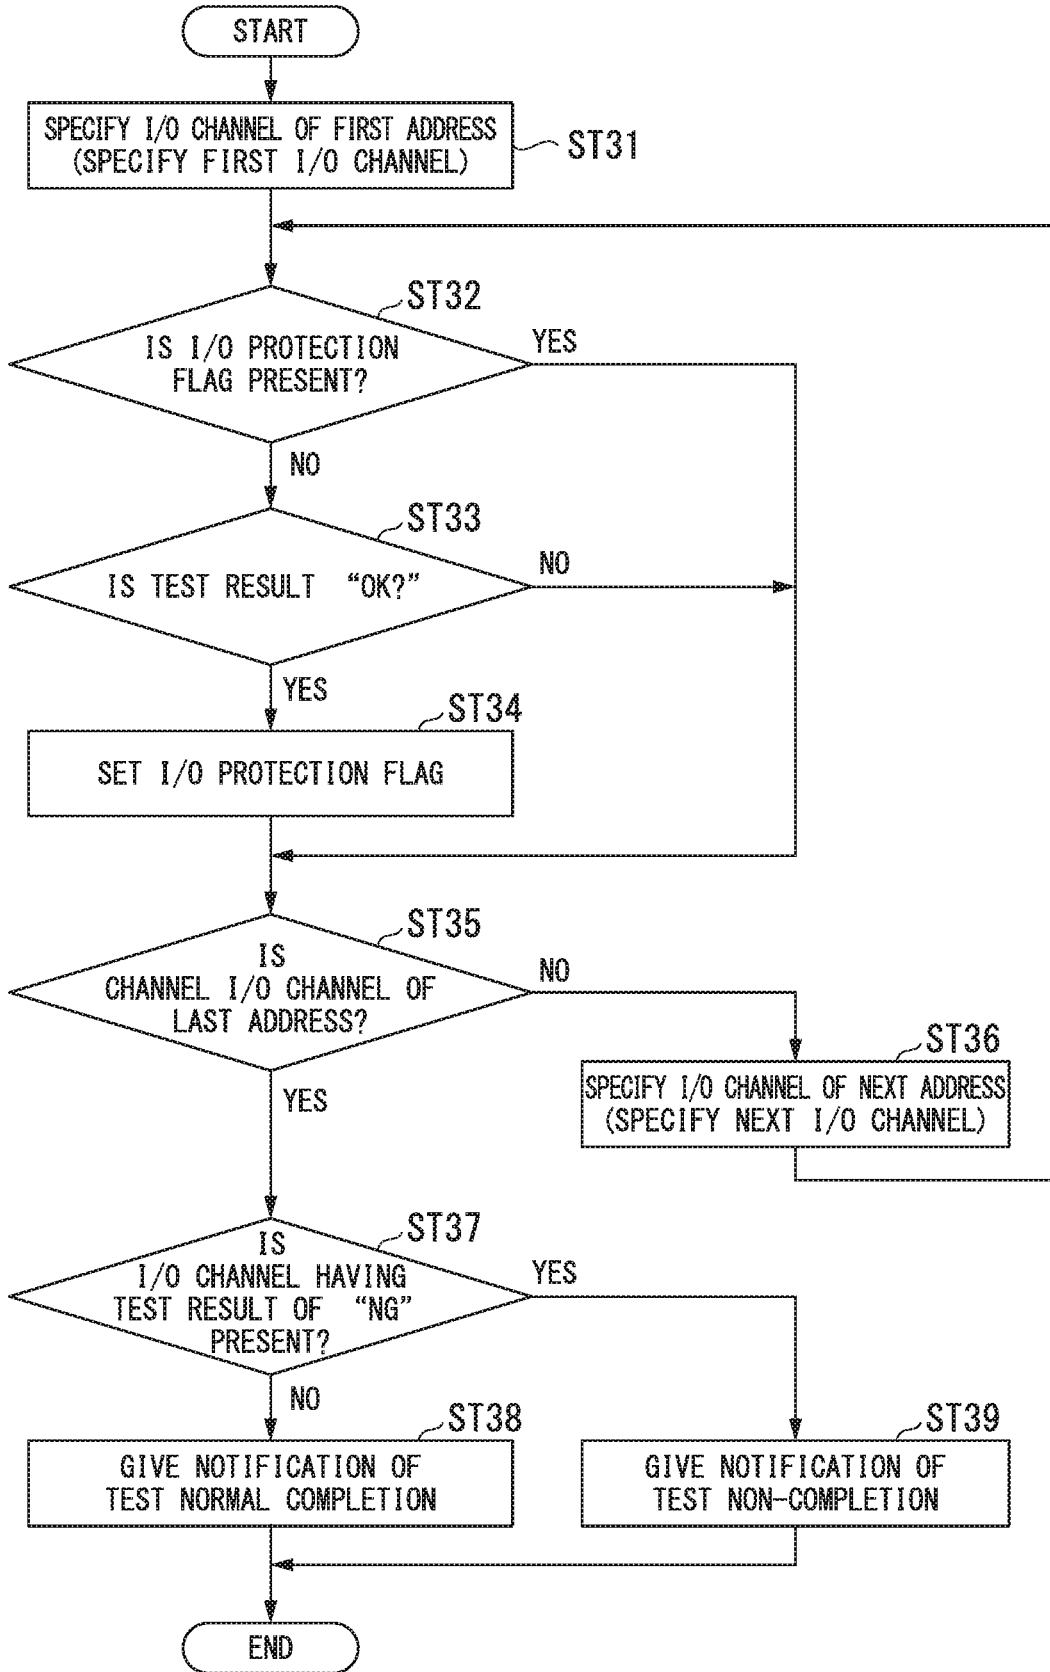 START
SPECIFY I/O CHANNEL OF FIRST ADDRESS
(SPECIFY FIRST I/O CHANNEL)
ST31
ST32
IS I/O PROTECTION
FLAG PRESENT?
YES
NO
ST33
IS TEST RESULT “OK?”
NO
YES
ST34
SET I/O PROTECTION FLAG
ST35
IS
CHANNEL I/O CHANNEL OF
LAST ADDRESS?
NO
YES
ST36
SPECIFY I/O CHANNEL OF NEXT ADDRESS
(SPECIFY NEXT I/O CHANNEL)
ST37
IS
I/O CHANNEL HAVING
TEST RESULT OF “NG”
PRESENT?
YES
NO
ST38
GIVE NOTIFICATION OF
TEST NORMAL COMPLETION
ST39
GIVE NOTIFICATION OF
TEST NON-COMPLETION
END